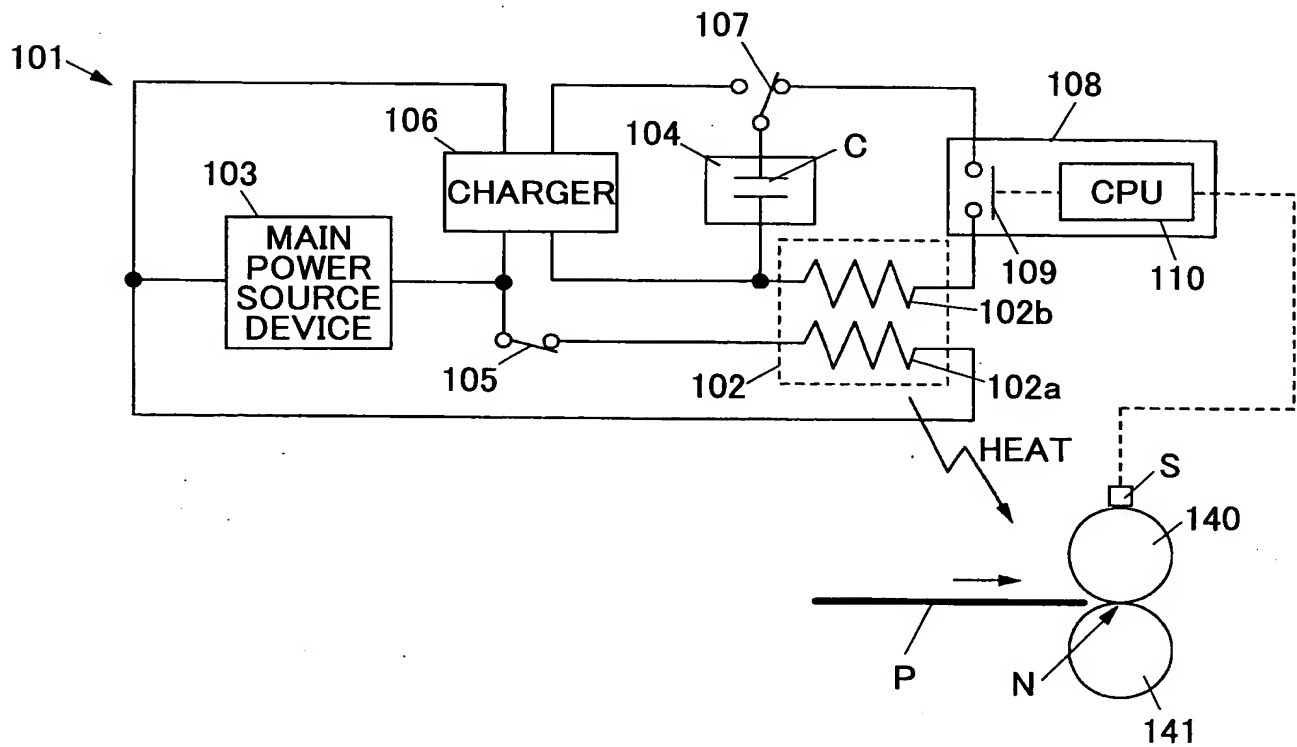 107
101
108
106
104
C
103
CHARGER
CPU
MAIN
POWER
SOURCE
DEVICE
109
110
102b
105
102
102a
HEAT
S
140
P
N
141